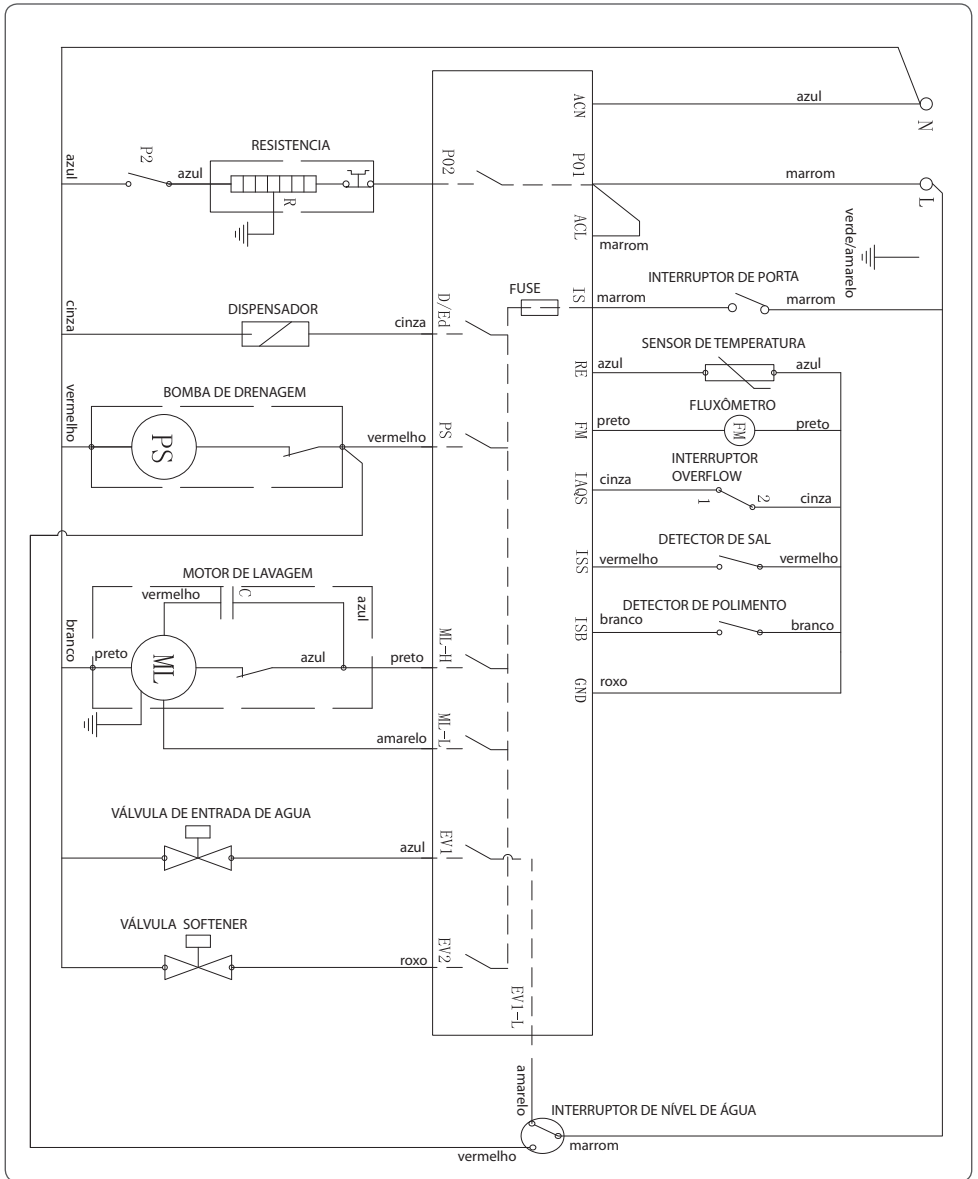 ACN
azul
N
RESISTENCIA
azul
P2
azul
R
P02
P01
marrom
L
ACL
marrom
verde/amarelo
FUSE
IS
marrom
INTERRUPTOR DE PORTA
marrom
cinza
DISPENSADOR
cinza
D/Ed
SENSOR DE TEMPERATURA
RE
azul
azul
vermelho
BOMBA DE DRENAGEM
PS
vermelho
PS
FLUXÔMETRO
FM
preto
FM
preto
INTERRUPTOR
OVERFLOW
IAQS
cinza
1
2
cinza
DETECTOR DE SAL
ISS
vermelho
vermelho
MOTOR DE LAVAGEM
vermelho
C
azul
branco
preto
ML
azul
preto
ML-H
DETECTOR DE POLIMENTO
ISB
branco
branco
GND
roxo
amarelo
ML-L
VÁLVULA DE ENTRADA DE AGUA
azul
EV1
VÁLVULA SOFTENER
roxo
EV2
EV1-L
amarelo
INTERRUPTOR DE NÍVEL DE ÁGUA
marrom
vermelho